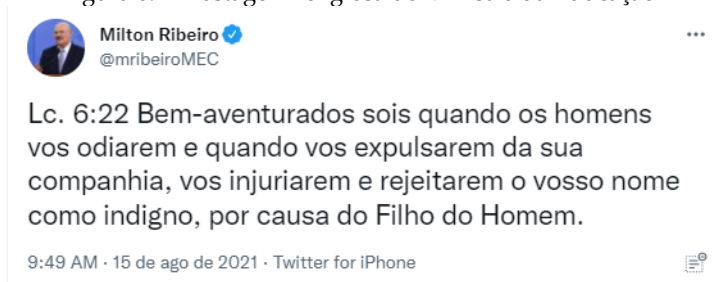 Milton Ribeiro
@mribeiroMEC
Lc. 6:22 Bem-aventurados sois quando os homens
vos odiarem e quando vos expulsarem da sua
companhia, vos injuriarem e rejeitarem o vosso nome
como indigno, por causa do Filho do Homem.
9:49 AM · 15 de ago de 2021 · Twitter for iPhone